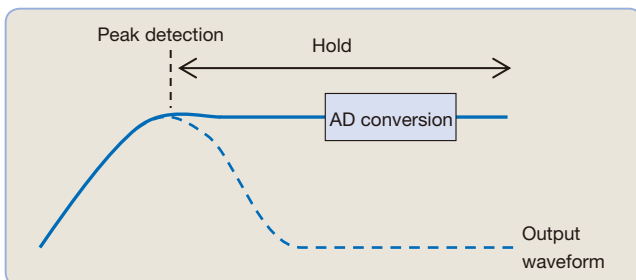 Peak detection
Hold
AD conversion
Output
waveform